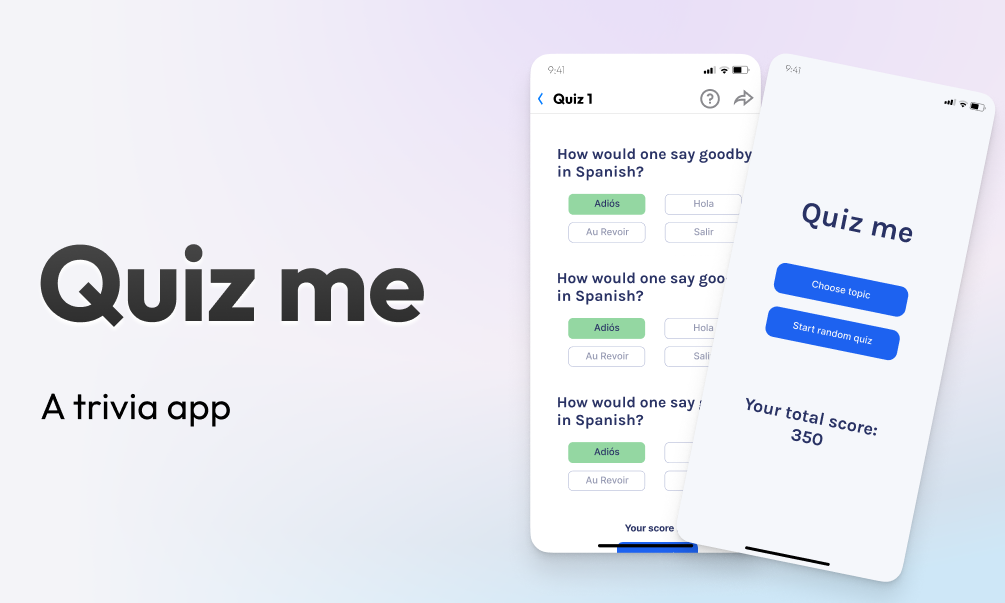 Quiz me
A trivia app
9:41
Quiz 1
?
How would one say goodby
in Spanish?
Adiós
Hola
Au Revoir
Salir
How would one say goo
in Spanish?
Adiós
Hola
Au Revoir
Sali
How would one say
in Spanish?
Adiós
Au Revoir
Your score
9:41
Quiz me
Choose topic
Start random quiz
Your total score:
350